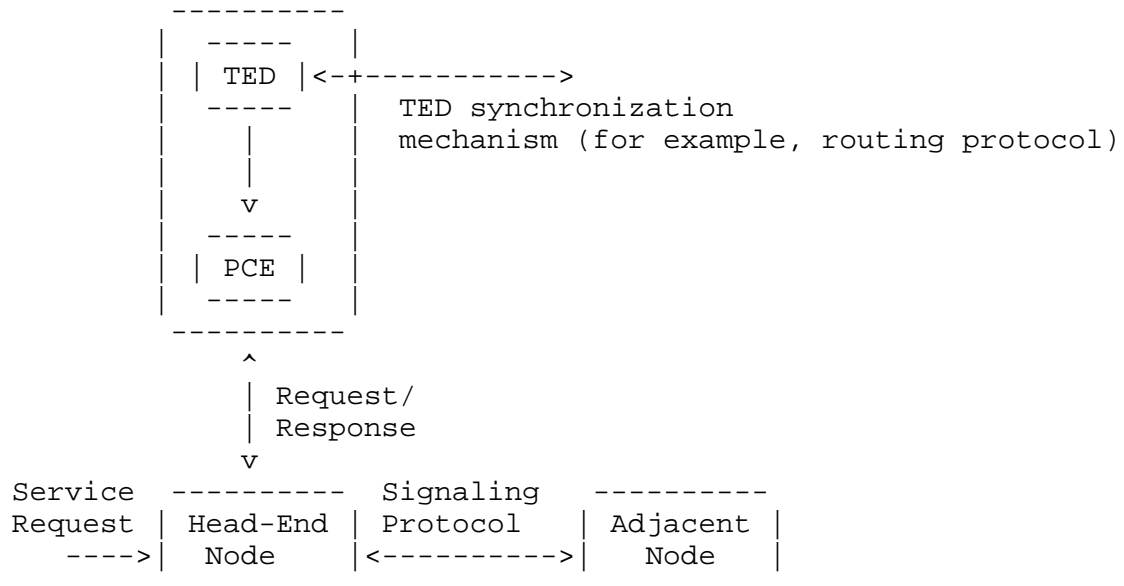 TED
TED synchronization
mechanism (for example, routing protocol)
PCE
Request/
Response
Service Signaling
Request Head-End Protocol Adjacent
Node Node